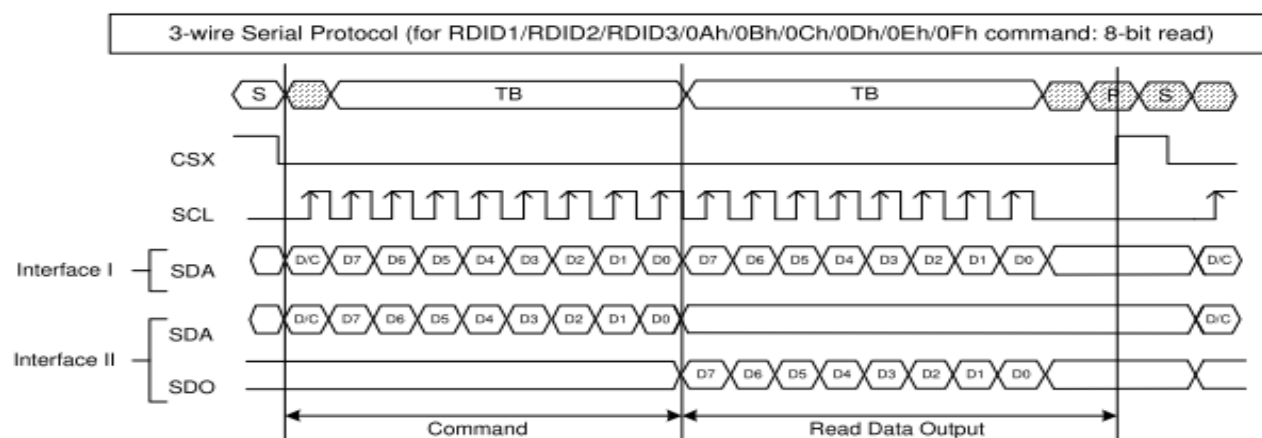 3-wire Serial Protocol (for RDID1/RDID2/RDID3/0Ah/0Bh/0Ch/0Dh/0Eh/0Fh command: 8-bit read)
S TB TB P S
CSX
SCL
Interface I SDA D/C D7 D6 D5 D4 D3 D2 D1 D0 D7 D6 D5 D4 D3 D2 D1 D0 D/C
Interface II SDA D/C D7 D6 D5 D4 D3 D2 D1 D0 D/C
SDO D7 D6 D5 D4 D3 D2 D1 D0
Command Read Data Output